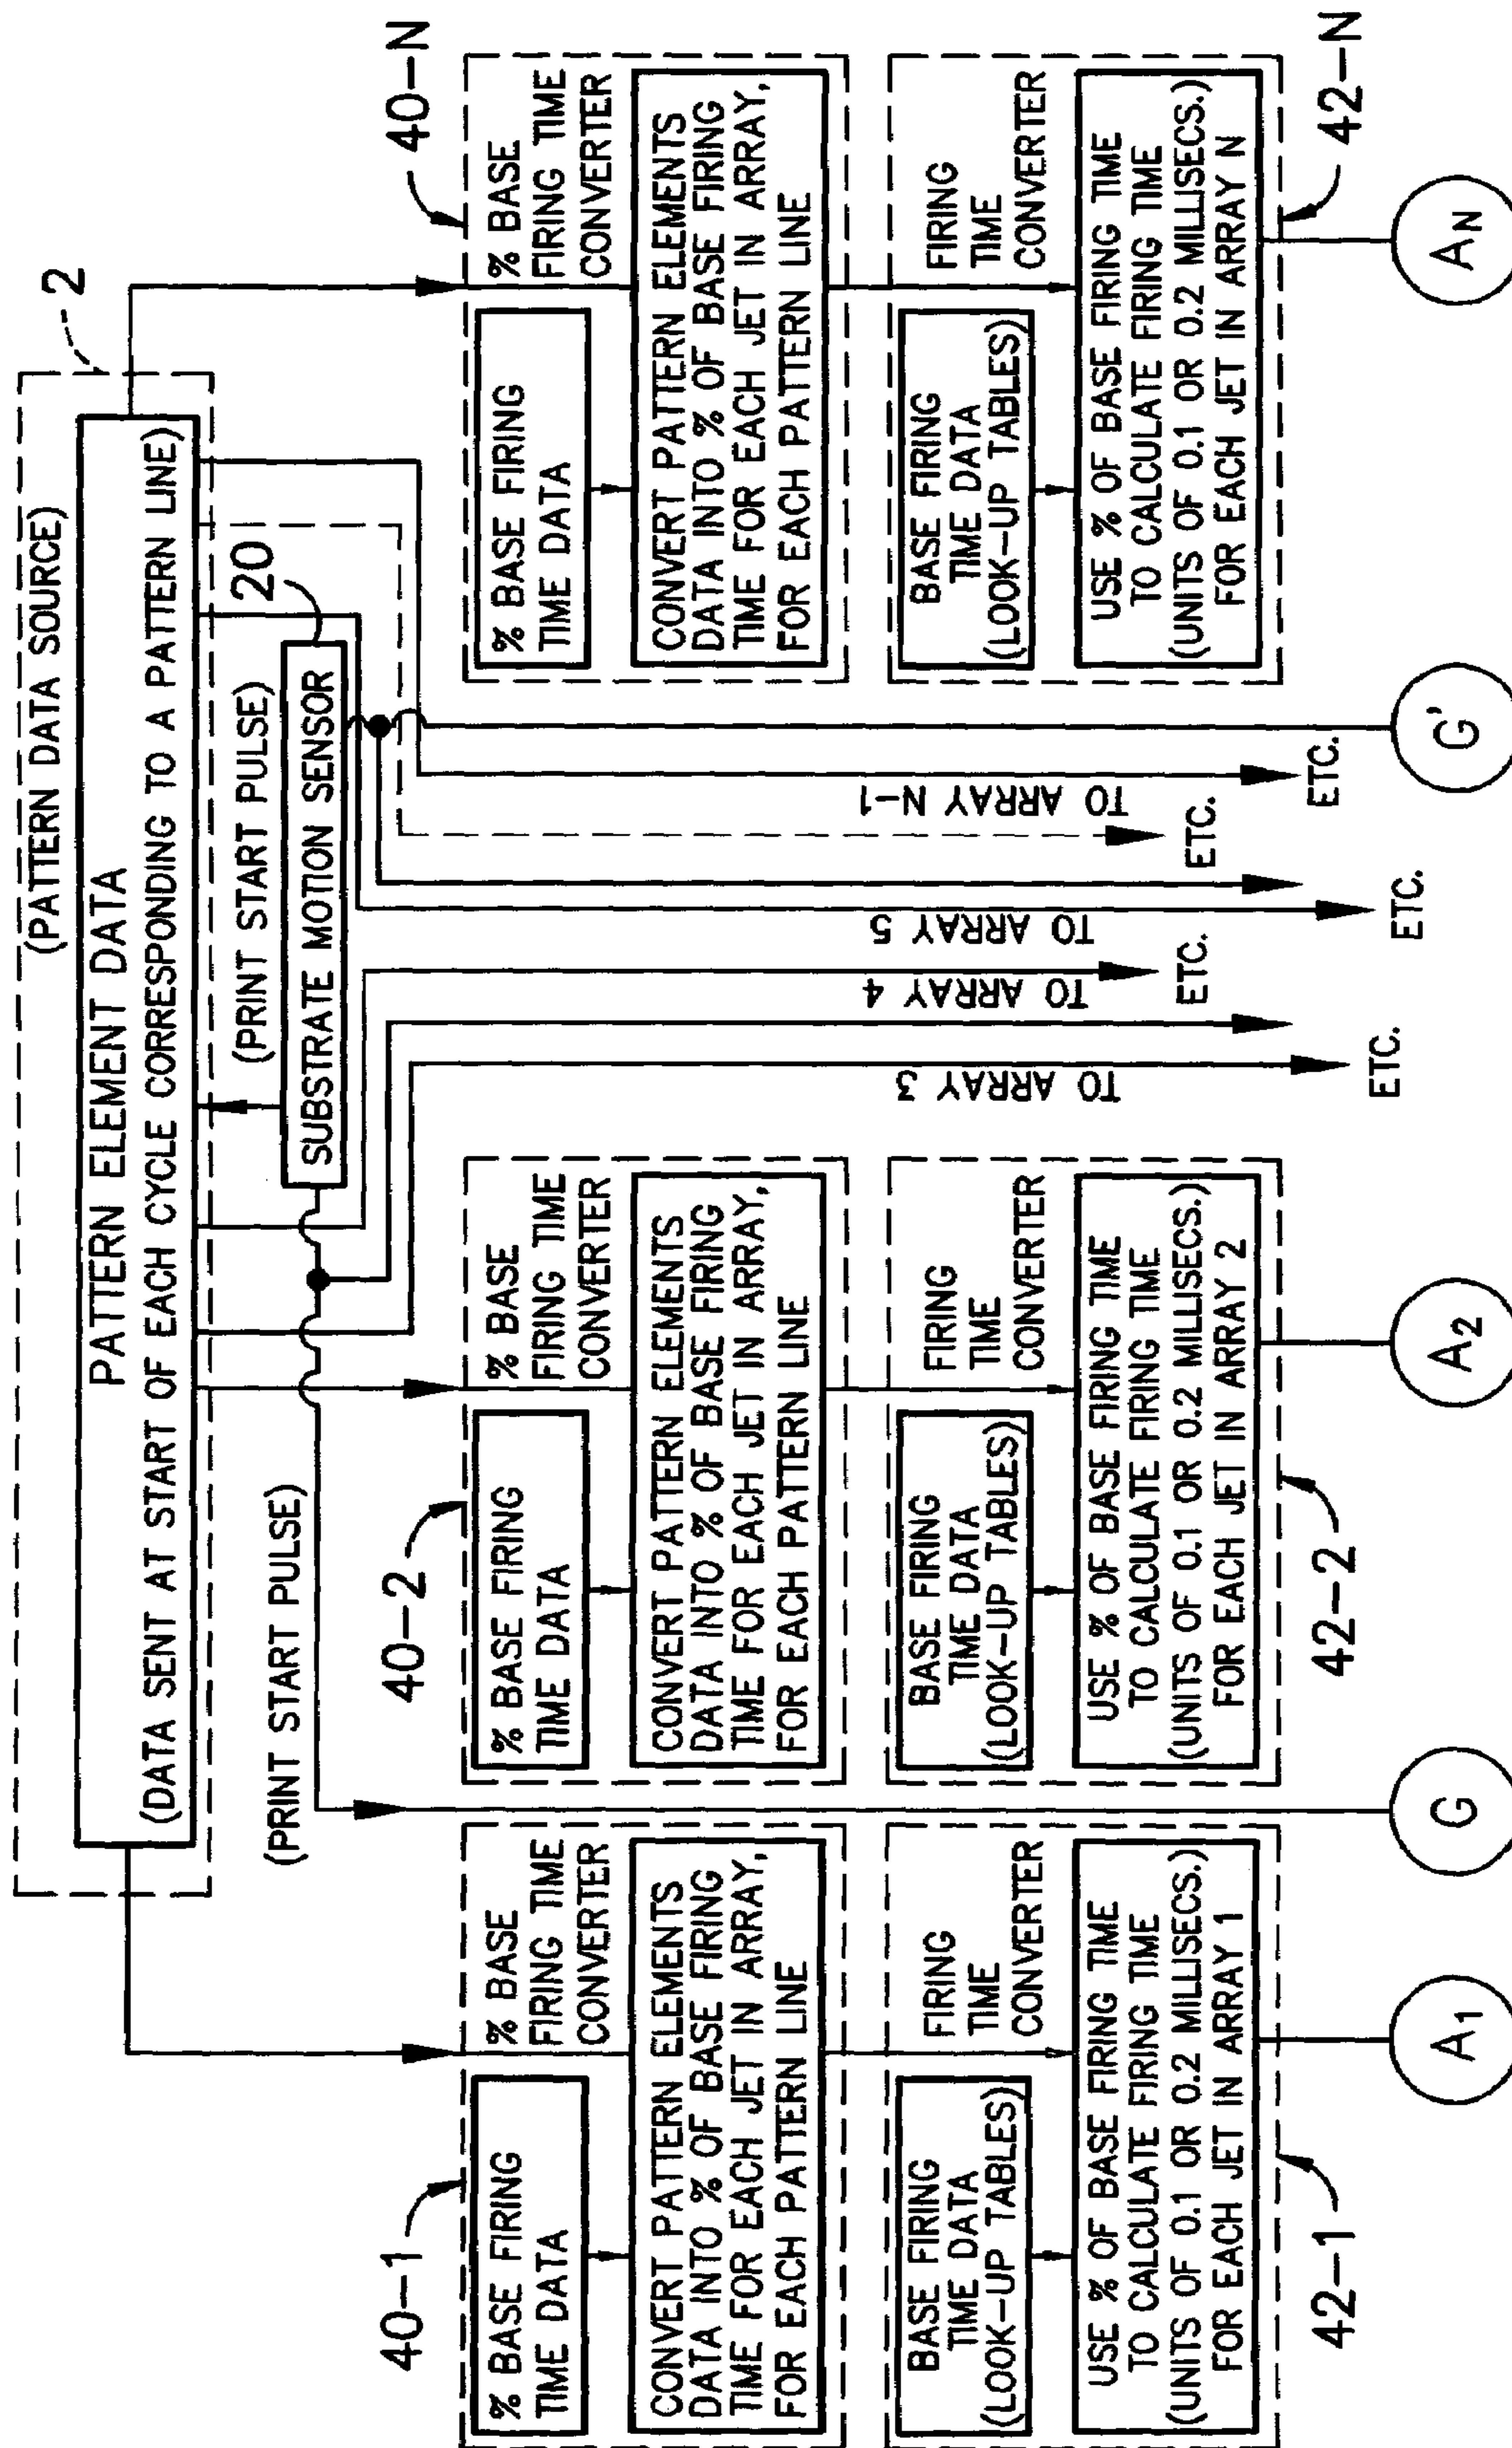 (PATTERN DATA SOURCE)
2
PATTERN ELEMENT DATA
(DATA SENT AT START OF EACH CYCLE CORRESPONDING TO A PATTERN LINE)
(PRINT START PULSE)
20
SUBSTRATE MOTION SENSOR
(PRINT START PULSE)
40-1
% BASE FIRING
TIME DATA
% BASE
FIRING TIME
CONVERTER
CONVERT PATTERN ELEMENTS
DATA INTO % OF BASE FIRING
TIME FOR EACH JET IN ARRAY,
FOR EACH PATTERN LINE
BASE FIRING
TIME DATA
(LOOK-UP TABLES)
FIRING
TIME
CONVERTER
USE % OF BASE FIRING TIME
TO CALCULATE FIRING TIME
(UNITS OF 0.1 OR 0.2 MILLISECS.)
FOR EACH JET IN ARRAY 1
42-1
A1
G
40-2
% BASE FIRING
TIME DATA
% BASE
FIRING TIME
CONVERTER
CONVERT PATTERN ELEMENTS
DATA INTO % OF BASE FIRING
TIME FOR EACH JET IN ARRAY,
FOR EACH PATTERN LINE
BASE FIRING
TIME DATA
(LOOK-UP TABLES)
FIRING
TIME
CONVERTER
USE % OF BASE FIRING TIME
TO CALCULATE FIRING TIME
(UNITS OF 0.1 OR 0.2 MILLISECS.)
FOR EACH JET IN ARRAY 2
42-2
A2
TO ARRAY 3
ETC.
TO ARRAY 4
ETC.
TO ARRAY 5
ETC.
ETC.
TO ARRAY N-1
ETC.
G'
40-N
% BASE FIRING
TIME DATA
% BASE
FIRING TIME
CONVERTER
CONVERT PATTERN ELEMENTS
DATA INTO % OF BASE FIRING
TIME FOR EACH JET IN ARRAY,
FOR EACH PATTERN LINE
BASE FIRING
TIME DATA
(LOOK-UP TABLES)
FIRING
TIME
CONVERTER
USE % OF BASE FIRING TIME
TO CALCULATE FIRING TIME
(UNITS OF 0.1 OR 0.2 MILLISECS.)
FOR EACH JET IN ARRAY N
42-N
AN